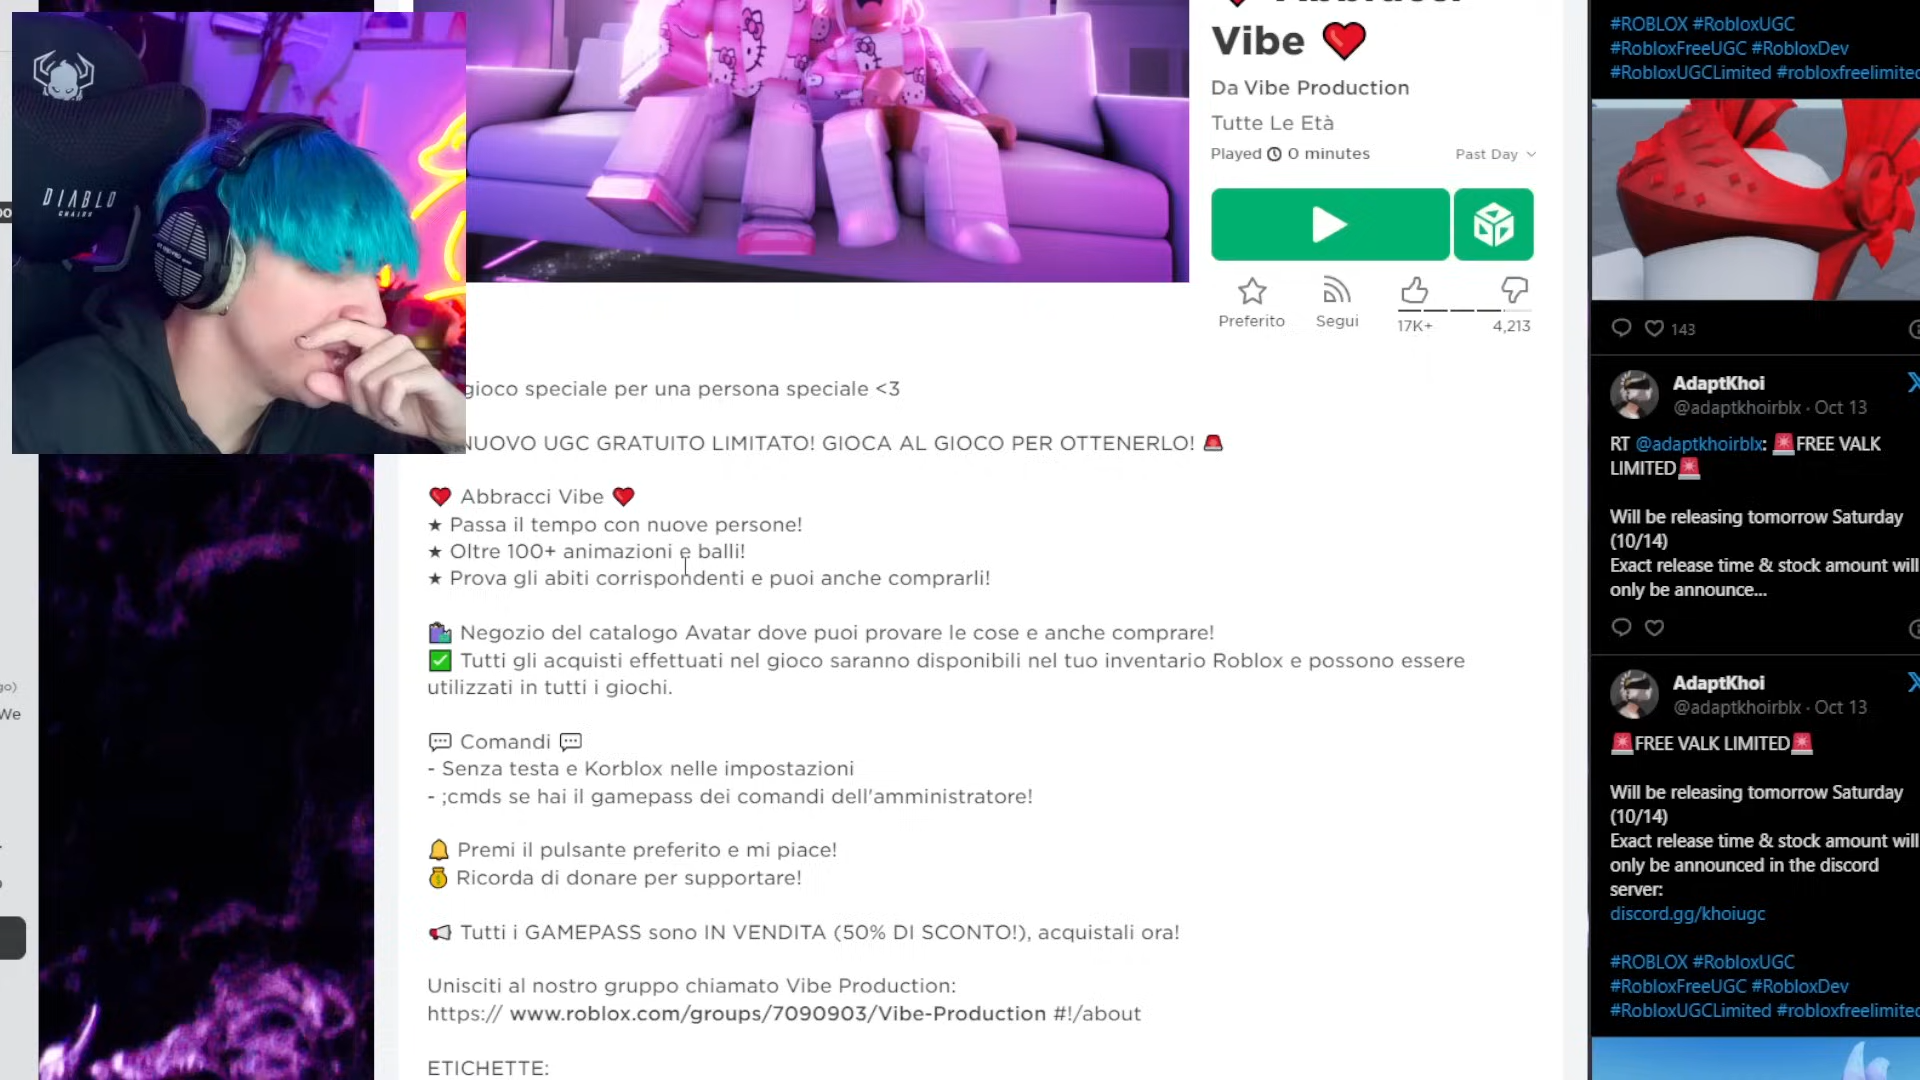 DIABLO
CHAIRS
Vibe ❤️
Da Vibe Production
Tutte Le Età
Played 0 minutes
Past Day
Preferito
Segui
17K+
4,213
gioco speciale per una persona speciale <3
NUOVO UGC GRATUITO LIMITATO! GIOCA AL GIOCO PER OTTENERLO! 🚨
❤️ Abbracci Vibe ❤️
★ Passa il tempo con nuove persone!
★ Oltre 100+ animazioni e balli!
★ Prova gli abiti corrispondenti e puoi anche comprarli!
🛍️ Negozio del catalogo Avatar dove puoi provare le cose e anche comprare!
✅ Tutti gli acquisti effettuati nel gioco saranno disponibili nel tuo inventario Roblox e possono essere
utilizzati in tutti i giochi.
💬 Comandi 💬
- Senza testa e Korblox nelle impostazioni
- ;cmds se hai il gamepass dei comandi dell'amministratore!
🔔 Premi il pulsante preferito e mi piace!
💰 Ricorda di donare per supportare!
📢 Tutti i GAMEPASS sono IN VENDITA (50% DI SCONTO!), acquistali ora!
Unisciti al nostro gruppo chiamato Vibe Production:
https:// www.roblox.com/groups/7090903/Vibe-Production #!/about
ETICHETTE:
go)
We
#ROBLOX #RobloxUGC
#RobloxFreeUGC #RobloxDev
#RobloxUGCLimited #robloxfreelimited
143
AdaptKhoi
@adaptkhoirblx · Oct 13
RT @adaptkhoirblx: 🚨FREE VALK
LIMITED🚨
Will be releasing tomorrow Saturday
(10/14)
Exact release time & stock amount will
only be announce...
AdaptKhoi
@adaptkhoirblx · Oct 13
🚨FREE VALK LIMITED🚨
Will be releasing tomorrow Saturday
(10/14)
Exact release time & stock amount will
only be announced in the discord
server:
discord.gg/khoiugc
#ROBLOX #RobloxUGC
#RobloxFreeUGC #RobloxDev
#RobloxUGCLimited #robloxfreelimited